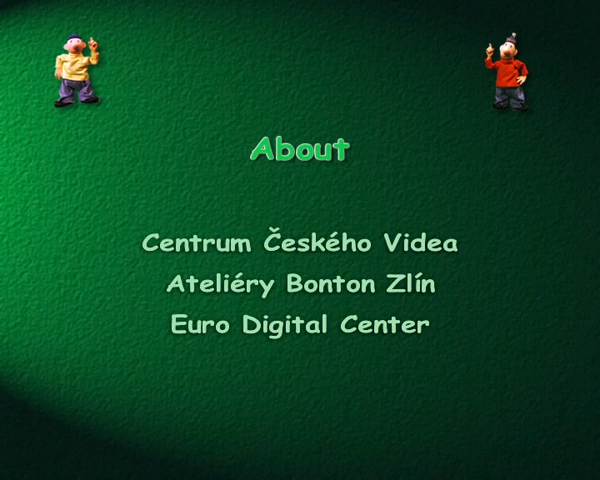 About
Centrum Českého Videa
Ateliéry Bonton Zlín
Euro Digital Center